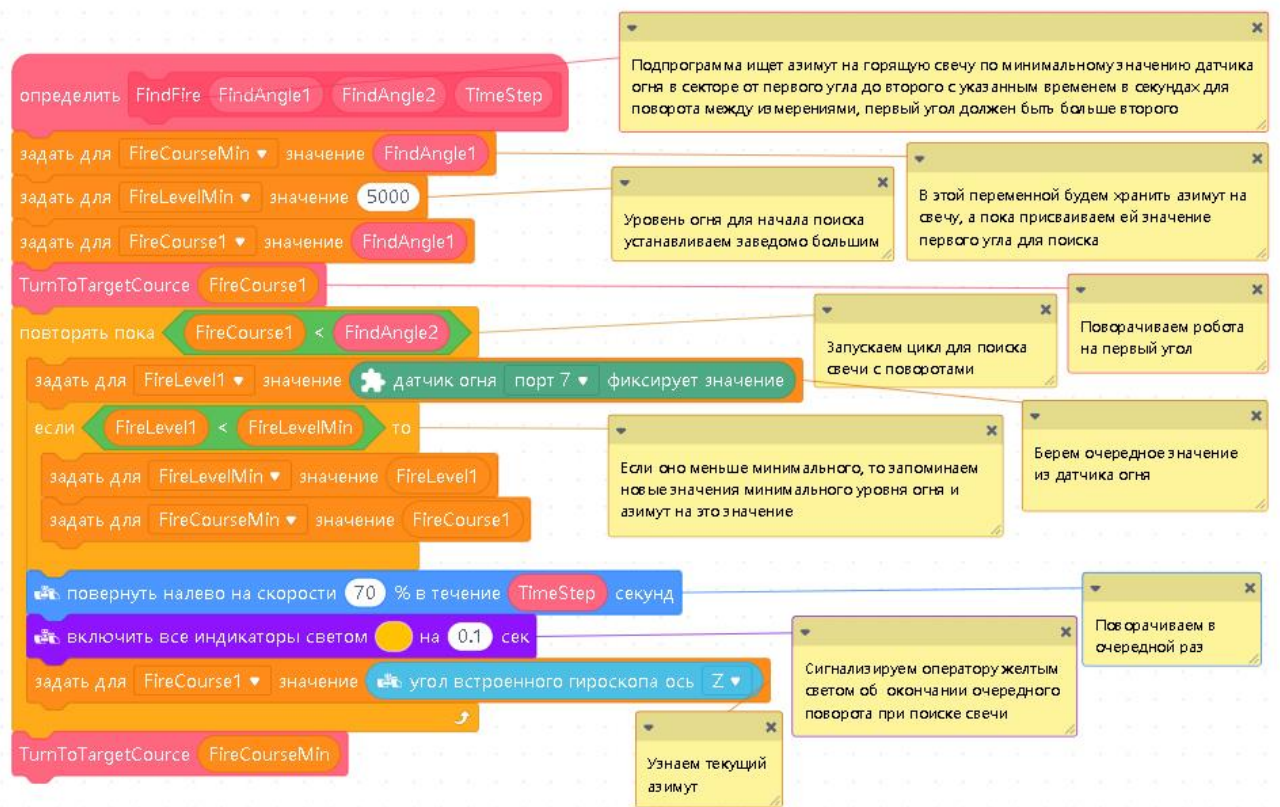 Подпрограмма ищет азимут на горящую свечу по минимальному значению датчика
огня в секторе от первого угла до второго с указанным временем в секундах для
поворота между измерениями, первый угол должен быть больше второго
определить FindFire FindAngle1 FindAngle2 TimeStep
задать для FireCourseMin значение FindAngle1
В этой переменной будем хранить азимут на
свечу, а пока присваиваем ей значение
первого угла для поиска
задать для FireLevelMin значение 5000
Уровень огня для начала поиска
устанавливаем заведомо большим
задать для FireCourse1 значение FindAngle1
TurnToTargetCource FireCourse1
Поворачиваем робота
на первый угол
повторять пока FireCourse1 < FindAngle2
Запускаем цикл для поиска
свечи с поворотами
задать для FireLevel1 значение датчик огня порт 7 фиксирует значение
Берем очередное значение
из датчика огня
если FireLevel1 < FireLevelMin то
Если оно меньше минимального, то запоминаем
новые значения минимального уровня огня и
азимут на это значение
задать для FireLevelMin значение FireLevel1
задать для FireCourseMin значение FireCourse1
повернуть налево на скорости 70 % в течение TimeStep секунд
Поворачиваем в
очередной раз
включить все индикаторы светом на 0.1 сек
Сигнализируем оператору желтым
светом об окончании очередного
поворота при поиске свечи
задать для FireCourse1 значение угол встроенного гироскопа ось Z
Узнаем текущий
азимут
TurnToTargetCource FireCourseMin